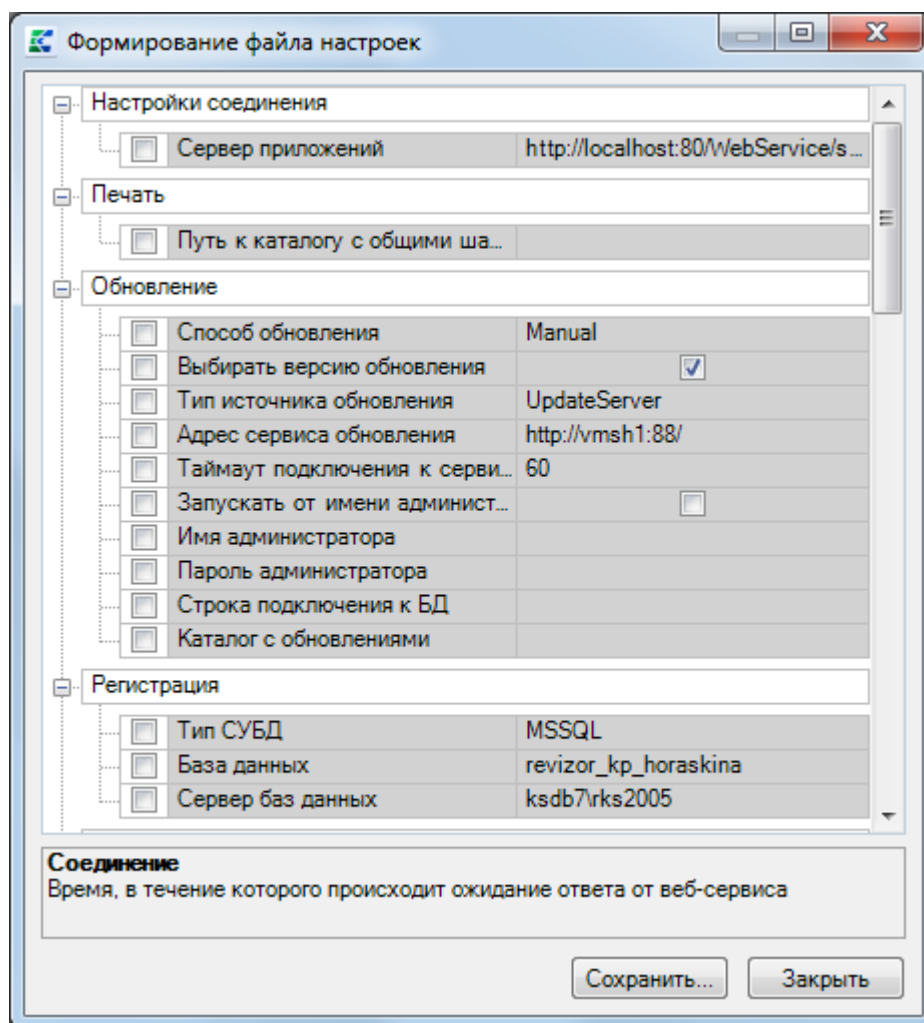 Формирование файла настроек
Настройки соединения
Сервер приложений http://localhost:80/WebService/s...
Печать
Путь к каталогу с общими ша...
Обновление
Способ обновления Manual
Выбирать версию обновления
Тип источника обновления UpdateServer
Адрес сервиса обновления http://vmsh1:88/
Таймаут подключения к серви... 60
Запускать от имени админист...
Имя администратора
Пароль администратора
Строка подключения к БД
Каталог с обновлениями
Регистрация
Тип СУБД MSSQL
База данных revizor_kp_horaskina
Сервер баз данных ksdb7\rks2005
Соединение
Время, в течение которого происходит ожидание ответа от веб-сервиса
Сохранить... Закрыть